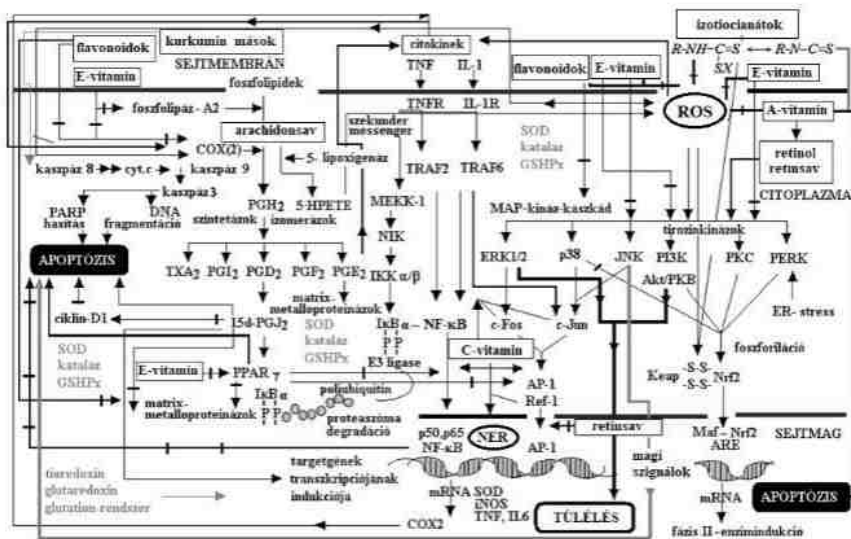 izotiocianátok
kurkumin mások
flavonoidok
citokinek
R-NH-C=S
R-N-C=S
SEJTMEMBRÁN
TNF IL-1
flavonoidok
E-vitamin
SX
E-vitamin
E-vitamin
foszfolipidek
foszfolipáz - A2
TNFR IL-1R
ROS
A-vitamin
szekunder
messenger
arachidonsav
SOD
kataláz
GSHPx
COX(2)
5- lipoxigenáz
TRAF2 TRAF6
retinol
retinsav
kaszpáz 8
cyt.c
kaszpáz 9
kaszpáz3
CITOPLAZMA
PARP
hasítás
DNA
fragmentáció
PGH2
5-HPETE
MEKK-1
MAP-kináz-kaszkád
szintetázok
izomerázok
tirozinkinázok
NIK
APOPTÓZIS
ERK1/2
p38
JNK
PI3K
PKC
PERK
TXA2
PGI2
PGD2
PGF2
PGE2
IKK α/β
Akt/PKB
matrix-
metalloproteinázok
ER- stress
ciklin-D1
15d-PGJ2
SOD
kataláz
GSHPx
IκB α – NF-κB
P P
c-Fos
c-Jun
foszforiláció
SOD
kataláz
GSHPx
C-vitamin
-S-S-
-S-S-
Keap
Nrf2
E3 ligase
E-vitamin
PPAR γ
AP-1
Ref-1
IκB α
P P
poliubiquitin
matrix-
metalloproteinázok
proteaszóma
degradáció
p50,p65
NF-κB
NER
AP-1
retinsav
Maf – Nrf2
ARE
SEJTMAG
magi
szignálok
targetgének
transzkripciójának
indukciója
tioredoxin
glutaredoxin
glutation-rendszer
mRNA SOD
iNOS
TNF, IL6
mRNA
APOPTÓZIS
COX2
TÚLÉLÉS
fázis II -enzimindukció